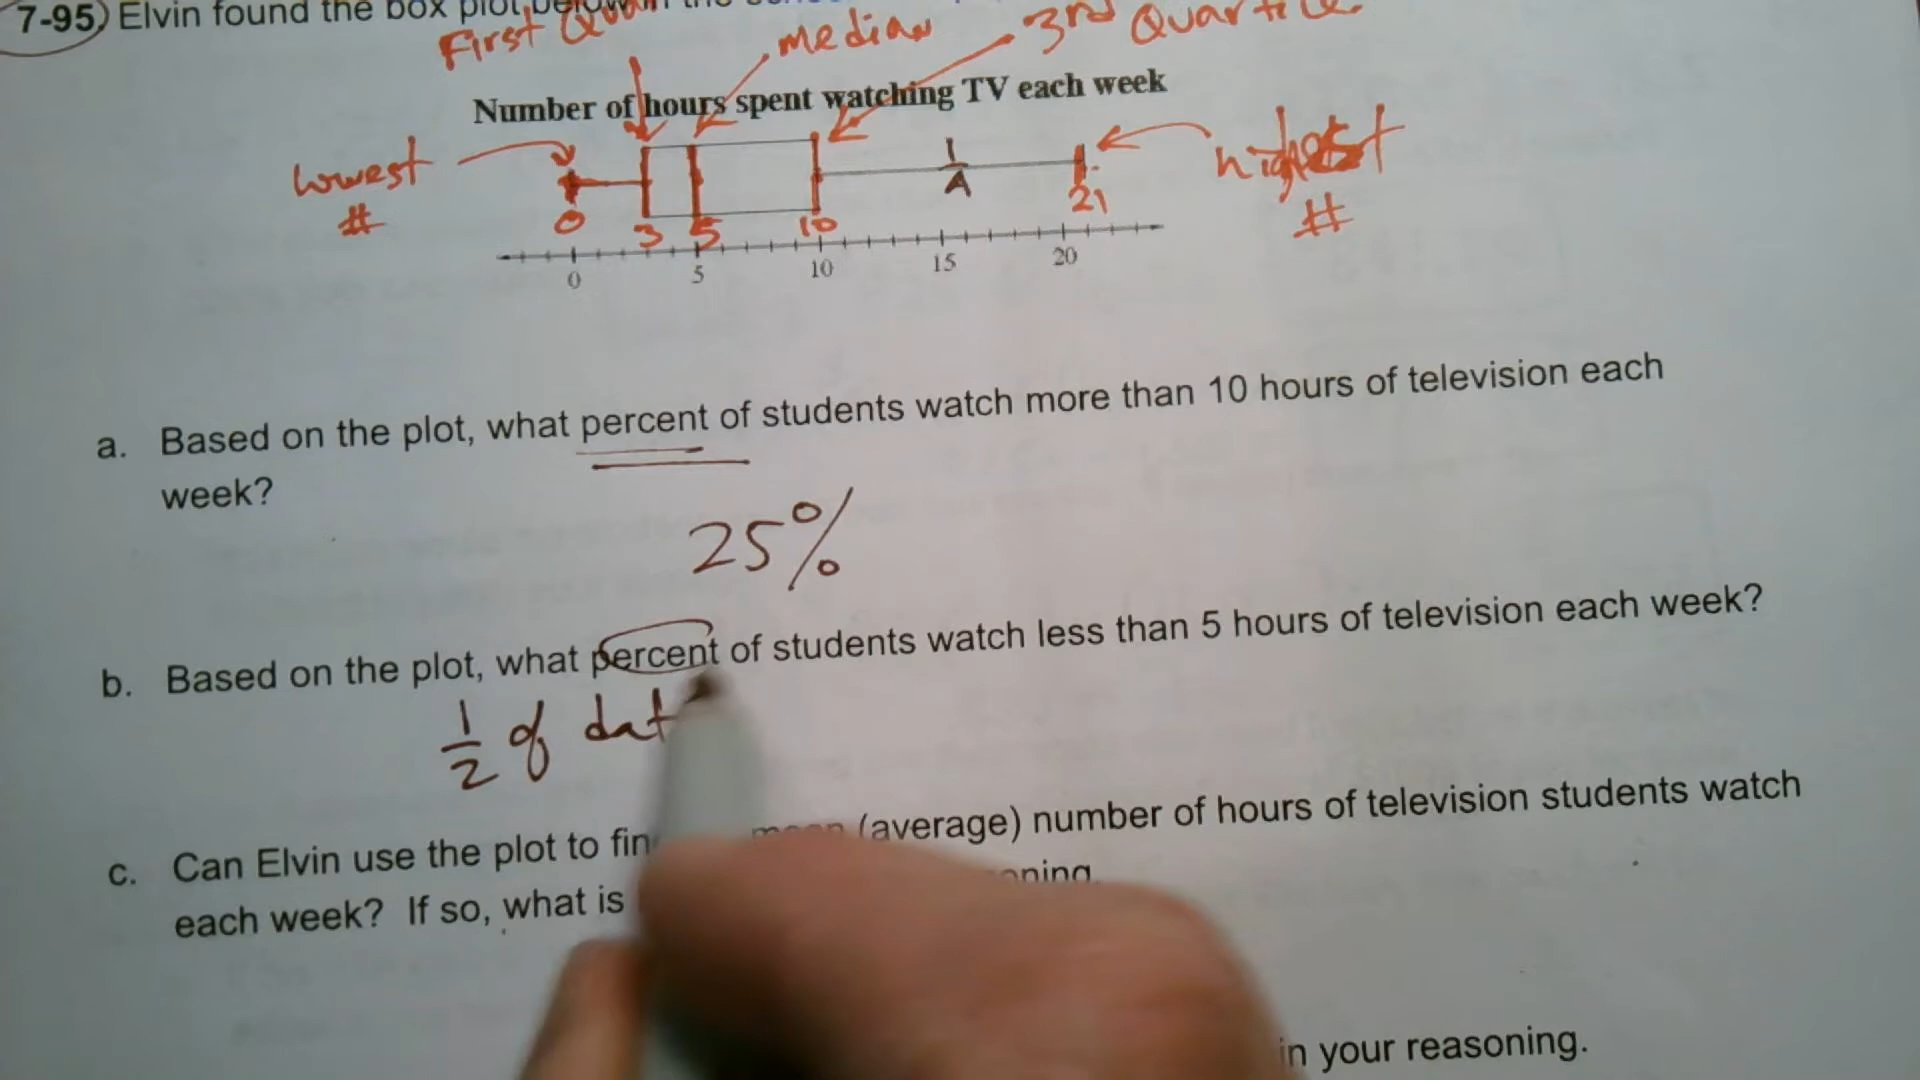 7-95) Elvin found the box plot below in the
First
median
3rd Quartile
Number of hours spent watching TV each week
lowest
#
highest
#
0 3 5 10 21
0 5 10 15 20
a. Based on the plot, what percent of students watch more than 10 hours of television each
week?
25%
b. Based on the plot, what percent of students watch less than 5 hours of television each week?
1/2 of dat
c. Can Elvin use the plot to (average) number of hours of television students watch
each week? If so, what is
in your reasoning.